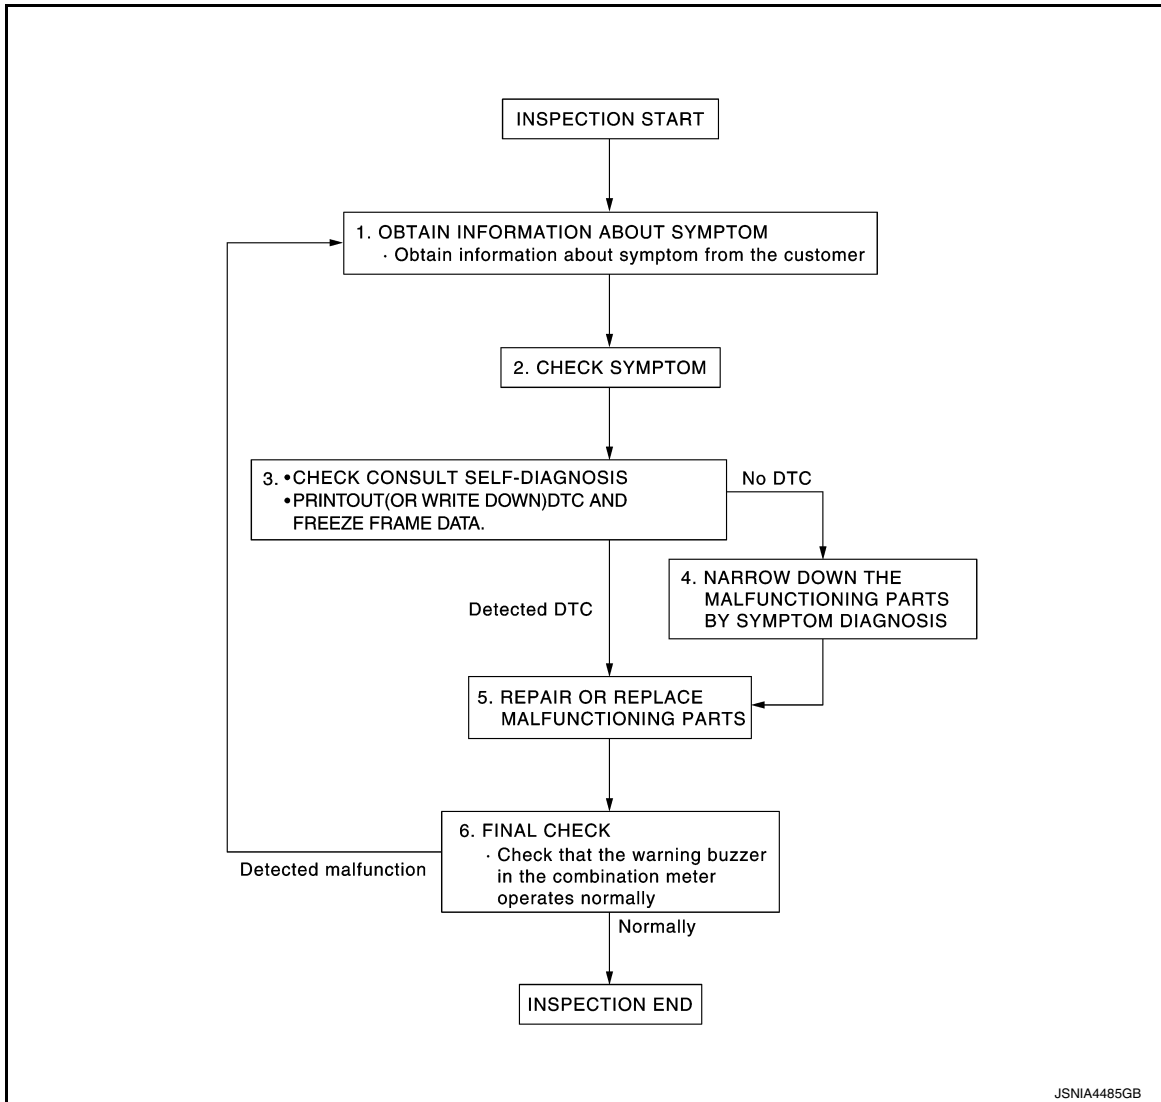 INSPECTION START
1. OBTAIN INFORMATION ABOUT SYMPTOM
· Obtain information about symptom from the customer
2. CHECK SYMPTOM
3. •CHECK CONSULT SELF-DIAGNOSIS
•PRINTOUT(OR WRITE DOWN)DTC AND
FREEZE FRAME DATA.
No DTC
4. NARROW DOWN THE
MALFUNCTIONING PARTS
BY SYMPTOM DIAGNOSIS
Detected DTC
5. REPAIR OR REPLACE
MALFUNCTIONING PARTS
6. FINAL CHECK
· Check that the warning buzzer
in the combination meter
operates normally
Detected malfunction
Normally
INSPECTION END
JSNIA4485GB